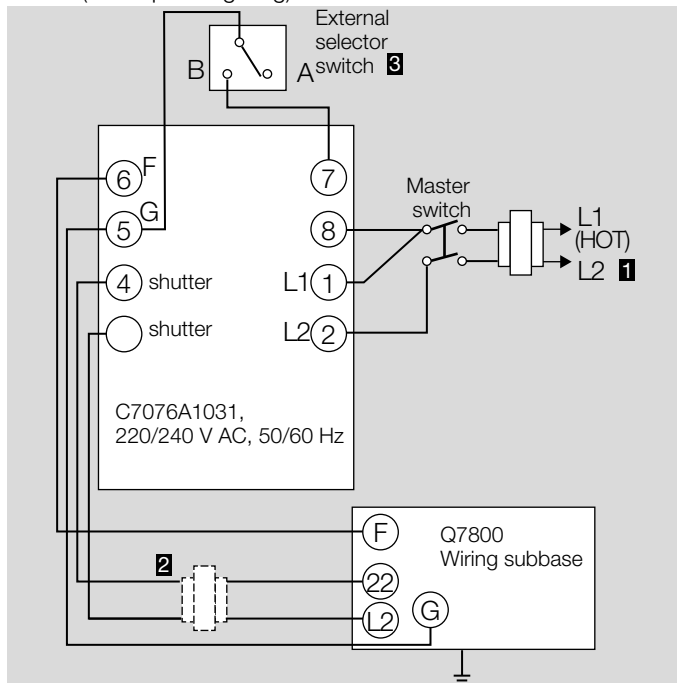 External
selector
switch 3
B
A
6 F
7
5 G
8
Master
switch
L1
(HOT)
L2 1
4 shutter
L1 1
shutter
L2 2
C7076A1031,
220/240 V AC, 50/60 Hz
F
Q7800
Wiring subbase
2
22
L2
G